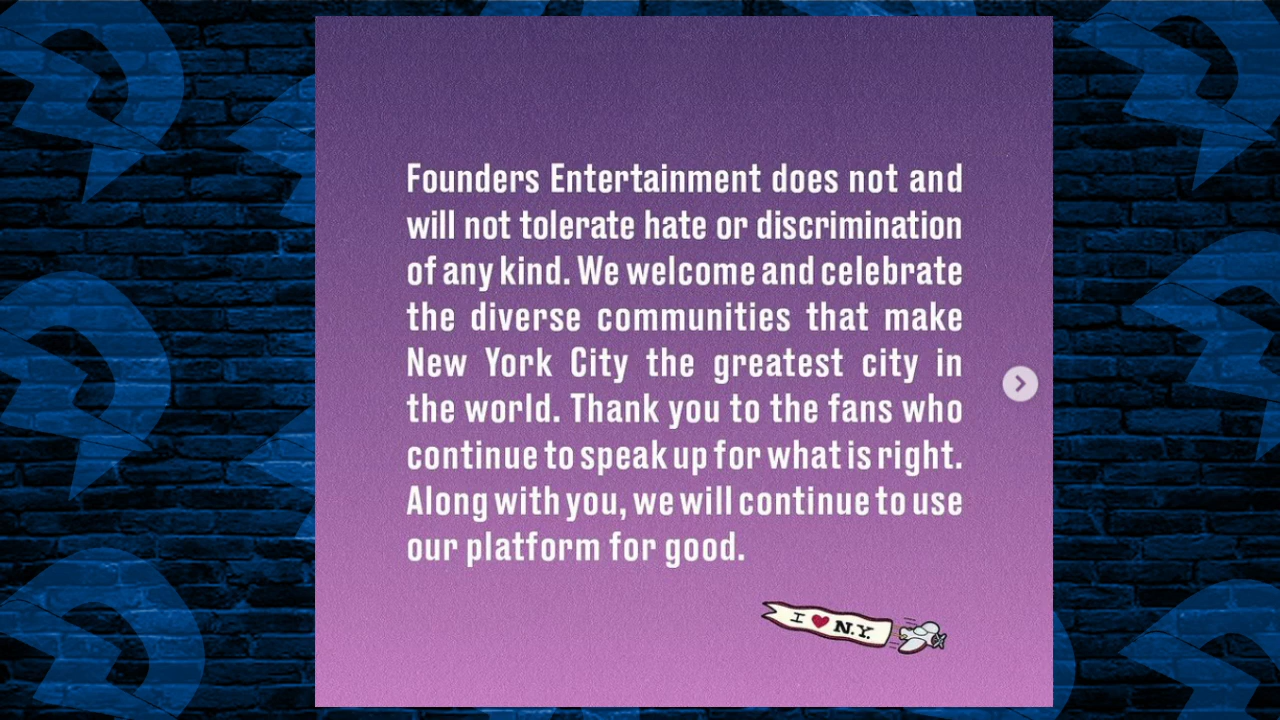 Founders Entertainment does not and
will not tolerate hate or discrimination
of any kind. We welcome and celebrate
the diverse communities that make
New York City the greatest city in
the world. Thank you to the fans who
continue to speak up for what is right.
Along with you, we will continue to use
our platform for good.
I ❤ N.Y.